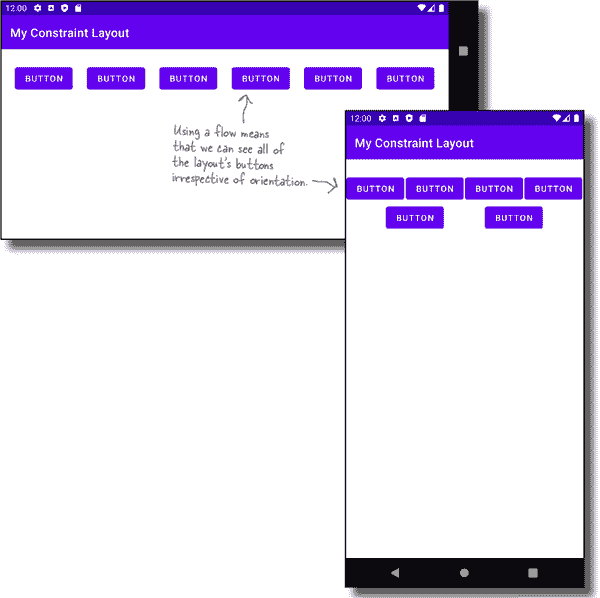 12.00
My Constraint Layout
BUTTON BUTTON BUTTON BUTTON BUTTON BUTTON
Using a flow means
that we can see all of
the layout's buttons
irrespective of orientation.
12:00
My Constraint Layout
BUTTON BUTTON BUTTON BUTTON
BUTTON BUTTON